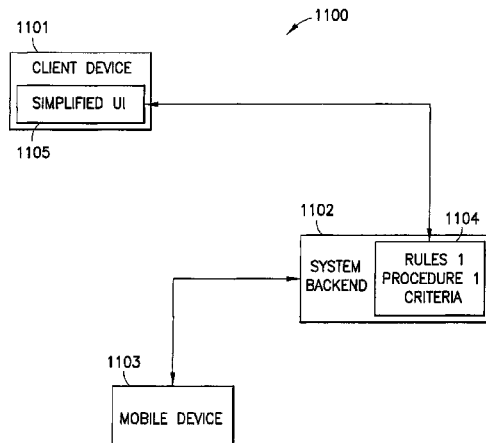 1100
1101
CLIENT DEVICE
SIMPLIFIED UI
1105
1102
1104
SYSTEM
BACKEND
RULES 1
PROCEDURE 1
CRITERIA
1103
MOBILE DEVICE